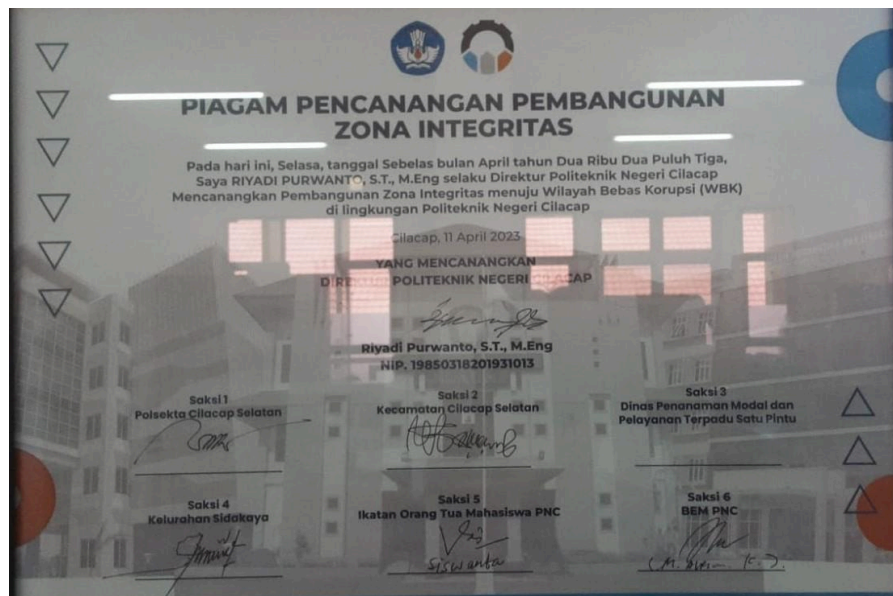 PIAGAM PENCANANGAN PEMBANGUNAN
ZONA INTEGRITAS
Pada hari ini, Selasa, tanggal Sebelas bulan April tahun Dua Ribu Dua Puluh Tiga,
Saya RIYADI PURWANTO, S.T., M.Eng selaku Direktur Politeknik Negeri Cilacap
Mencanangkan Pembangunan Zona Integritas menuju Wilayah Bebas Korupsi (WBK)
di lingkungan Politeknik Negeri Cilacap
Cilacap, 11 April 2023
YANG MENCANANGKAN
DIREKTUR POLITEKNIK NEGERI CILACAP
Riyadi Purwanto, S.T., M.Eng
NIP. 198503182019031013
Saksi 1
Polsekta Cilacap Selatan
Saksi 2
Kecamatan Cilacap Selatan
Saksi 3
Dinas Penanaman Modal dan
Pelayanan Terpadu Satu Pintu
Saksi 4
Kelurahan Sidakaya
Saksi 5
Ikatan Orang Tua Mahasiswa PNC
Siswanta
Saksi 6
BEM PNC